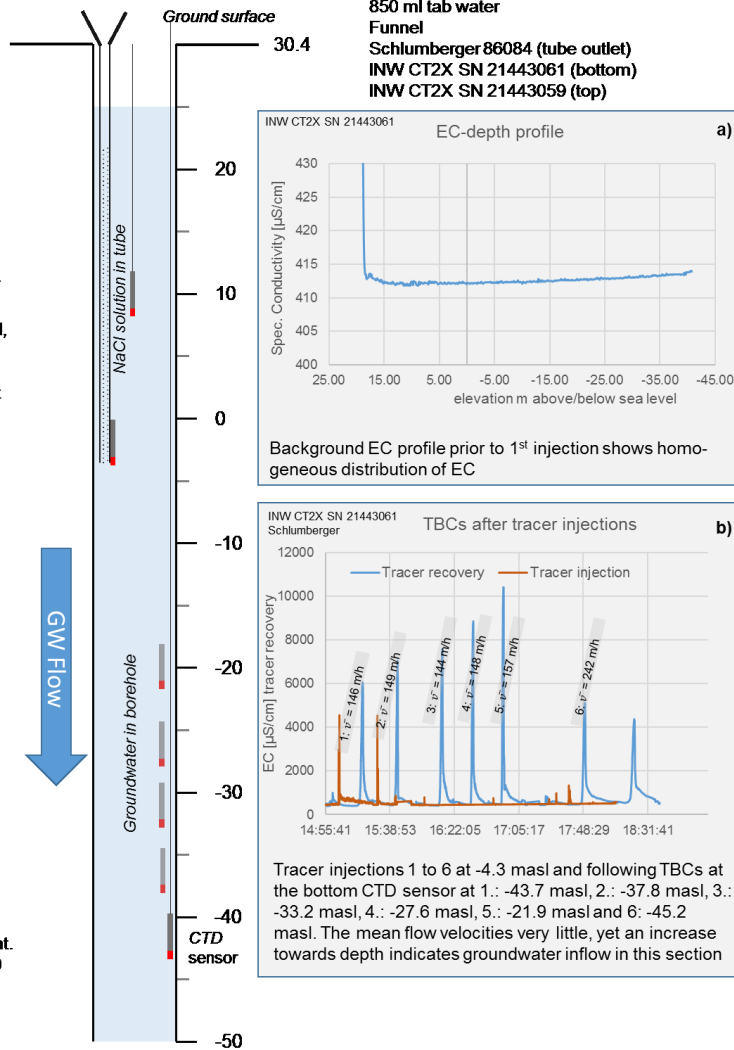 Ground surface
30.4
20
10
0
-10
-20
-30
-40
-50
NaCl solution in tube
Groundwater in borehole
GW Flow
CTD
sensor
850 ml tab water
Funnel
Schlumberger 86084 (tube outlet)
INW CT2X SN 21443061 (bottom)
INW CT2X SN 21443059 (top)
INW CT2X SN 21443061
EC-depth profile
a)
Spec. Conductivity [µS/cm]
430
425
420
415
410
405
400
25.00 15.00 5.00 -5.00 -15.00 -25.00 -35.00 -45.00
elevation m above/below sea level
Background EC profile prior to 1st injection shows homo-
geneous distribution of EC
INW CT2X SN 21443061
Schlumberger
TBCs after tracer injections
b)
EC [µS/cm] tracer recovery
12000
10000
8000
6000
4000
2000
0
Tracer recovery Tracer injection
1: v̄ = 146 m/h
2: v̄ = 149 m/h
3: v̄ = 144 m/h
4: v̄ = 148 m/h
5: v̄ = 157 m/h
6: v̄ = 242 m/h
14:55:41 15:38:53 16:22:05 17:05:17 17:48:29 18:31:41
Tracer injections 1 to 6 at -4.3 masl and following TBCs at
the bottom CTD sensor at 1.: -43.7 masl, 2.: -37.8 masl, 3.:
-33.2 masl, 4.: -27.6 masl, 5.: -21.9 masl and 6: -45.2
masl. The mean flow velocities very little, yet an increase
towards depth indicates groundwater inflow in this section